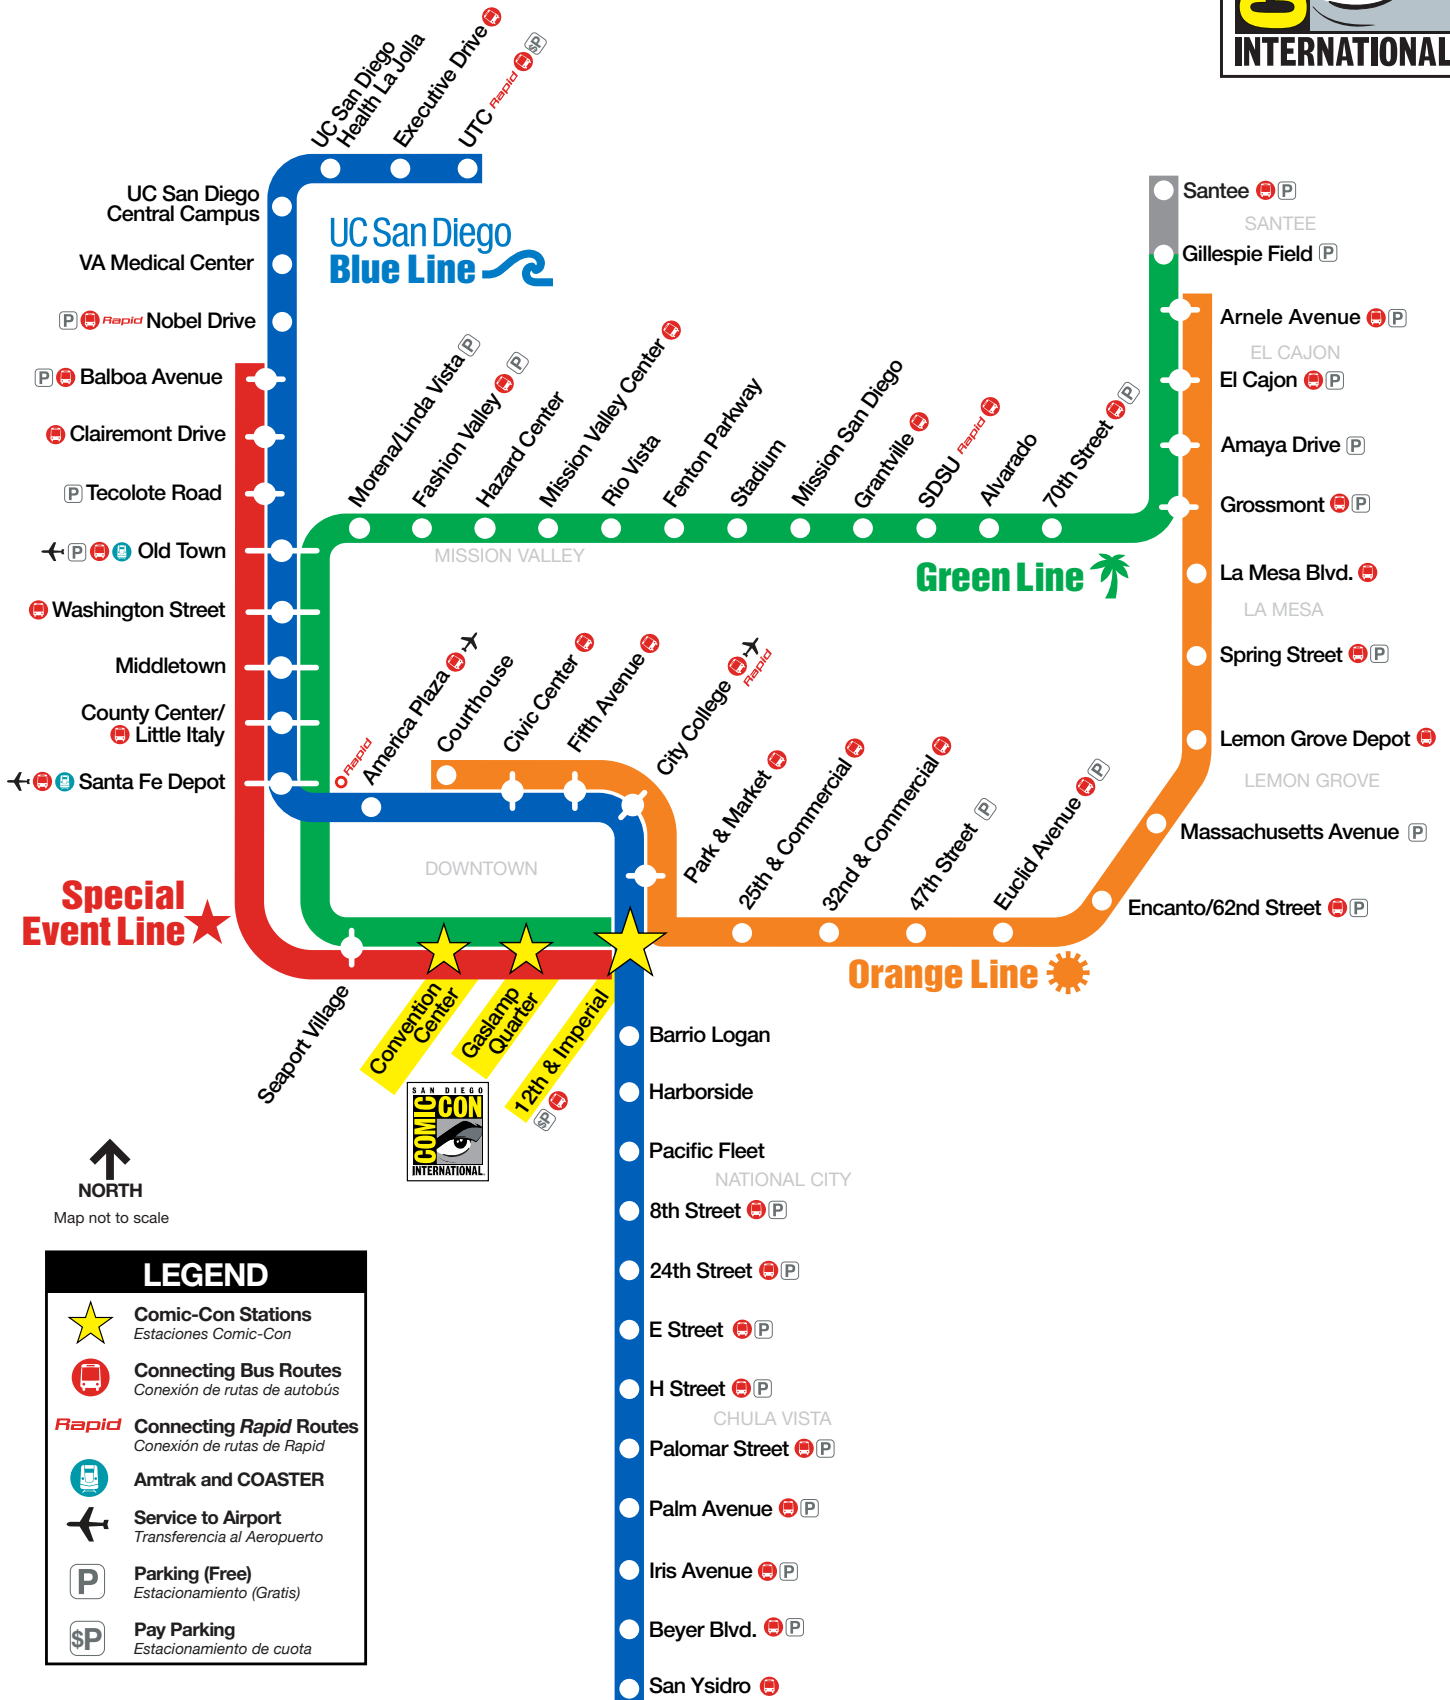 INTERNATIONAL
UC San Diego
Health La Jolla
Executive Drive
UTC Rapid $P
UC San Diego
Central Campus
VA Medical Center
P Rapid Nobel Drive
P Balboa Avenue
Clairemont Drive
P Tecolote Road
P Old Town
Washington Street
Middletown
County Center/
Little Italy
Santa Fe Depot
UC San Diego
Blue Line
Santee P
SANTEE
Gillespie Field P
Arnele Avenue P
EL CAJON
El Cajon P
Amaya Drive P
Grossmont P
La Mesa Blvd.
LA MESA
Spring Street P
Lemon Grove Depot
LEMON GROVE
Massachusetts Avenue P
Encanto/62nd Street P
Morena/Linda Vista P
Fashion Valley P
Hazard Center
Mission Valley Center
Rio Vista
Fenton Parkway
Stadium
Mission San Diego
Grantville
SDSU Rapid
Alvarado
70th Street P
MISSION VALLEY
Green Line
Rapid
America Plaza
Courthouse
Civic Center
Fifth Avenue
City College
Rapid
Park & Market
25th & Commercial
32nd & Commercial
47th Street P
Euclid Avenue P
DOWNTOWN
Special
Event Line
Orange Line
Seaport Village
Convention
Center
Gaslamp
Quarter
12th & Imperial
$P
SAN DIEGO
COMIC
CON
INTERNATIONAL
Barrio Logan
Harborside
Pacific Fleet
NATIONAL CITY
8th Street P
24th Street P
E Street P
H Street P
CHULA VISTA
Palomar Street P
Palm Avenue P
Iris Avenue P
Beyer Blvd. P
San Ysidro
NORTH
Map not to scale
LEGEND
Comic-Con Stations
Estaciones Comic-Con
Connecting Bus Routes
Conexión de rutas de autobús
Rapid Connecting Rapid Routes
Conexión de rutas de Rapid
Amtrak and COASTER
Service to Airport
Transferencia al Aeropuerto
P Parking (Free)
Estacionamiento (Gratis)
$P Pay Parking
Estacionamiento de cuota